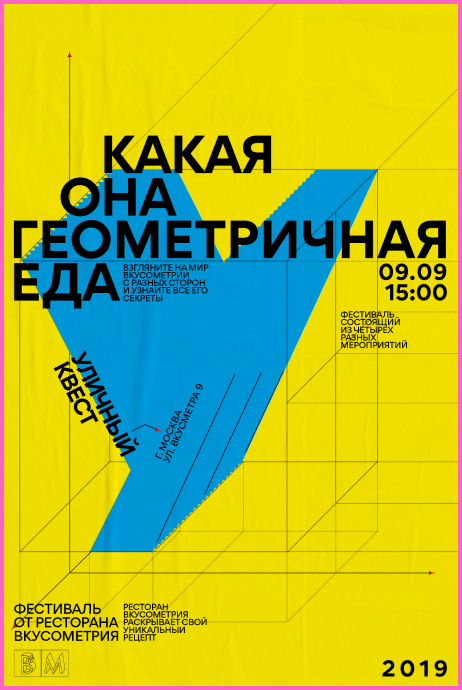 КАКАЯ
ОНА
ГЕОМЕТРИЧНАЯ
ЕДА
ВЗГЛЯНИТЕ НА МИР
ВКУСОМЕТРИИ
С РАЗНЫХ СТОРОН
И УЗНАЙТЕ ВСЕ ЕГО
СЕКРЕТЫ
09.09
15:00
ФЕСТИВАЛЬ
СОСТОЯЩИЙ
ИЗ ЧЕТЫРЁХ
РАЗНЫХ
МЕРОПРИЯТИЙ
УЛИЧНЫЙ
КВЕСТ
Г. МОСКВА
УЛ. ВКУСМЕТРА 9
ФЕСТИВАЛЬ
ОТ РЕСТОРАНА
ВКУСОМЕТРИЯ
РЕСТОРАН
ВКУСОМЕТРИЯ
РАСКРЫВАЕТ СВОЙ
УНИКАЛЬНЫЙ
РЕЦЕПТ
В М
2019